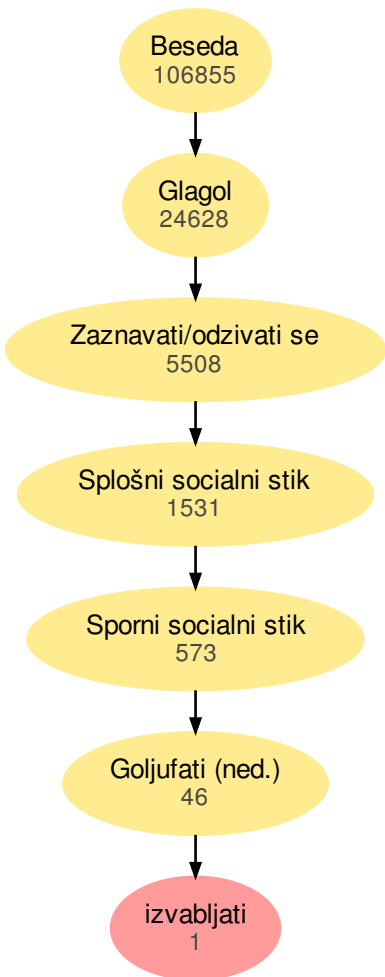 Beseda
106855
Glagol
24628
Zaznavati/odzivati se
5508
Splošni socialni stik
1531
Sporni socialni stik
573
Goljufati (ned.)
46
izvabljati
1